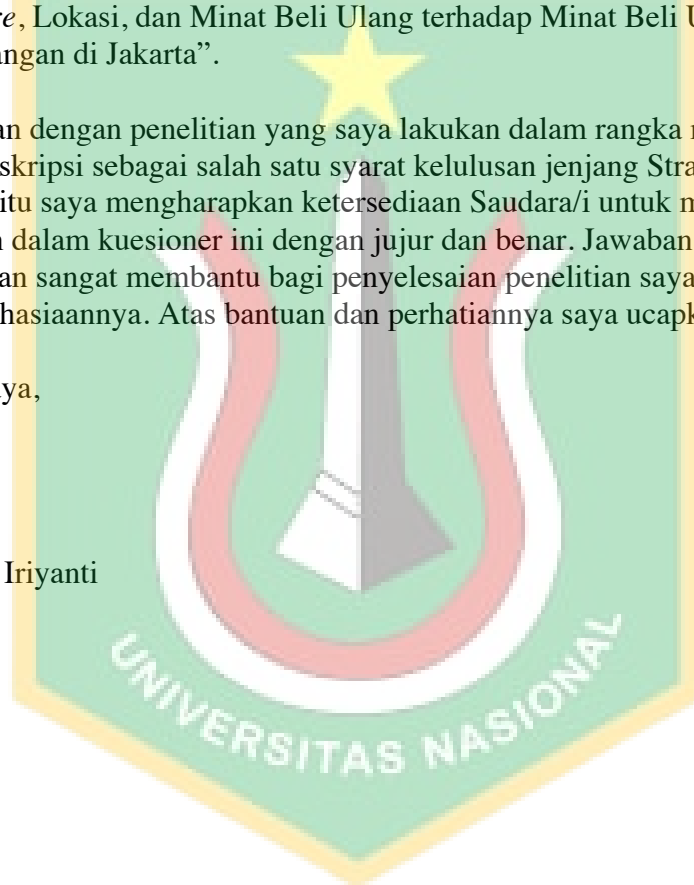 re, Lokasi, dan Minat Beli Ulang terhadap Minat Beli U
angan di Jakarta”.
an dengan penelitian yang saya lakukan dalam rangka
skripsi sebagai salah satu syarat kelulusan jenjang Stra
itu saya mengharapkan ketersediaan Saudara/i untuk
dalam kuesioner ini dengan jujur dan benar. Jawaban
an sangat membantu bagi penyelesaian penelitian saya
hasiaannya. Atas bantuan dan perhatiannya saya ucapk
ya,
Iriyanti
UNIVERSITAS NASIONAL